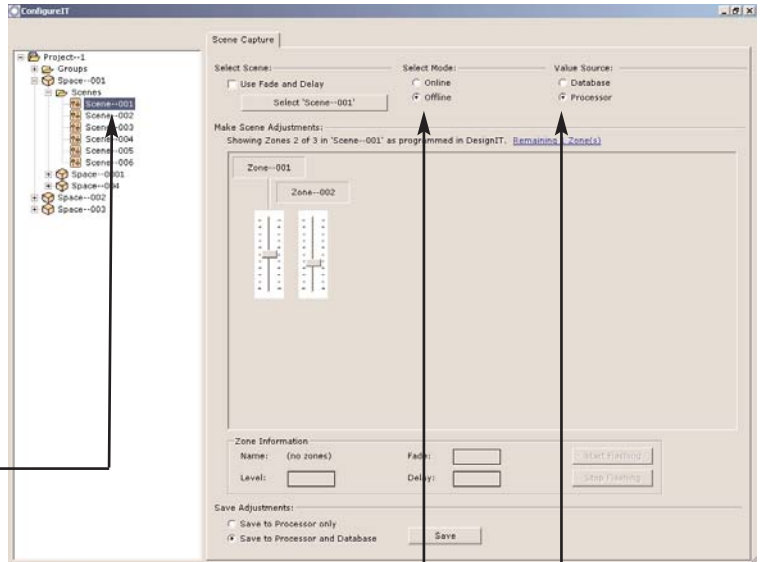 ConfigureIT
Scene Capture
Project--1
Groups
Space--001
Scenes
Scene--001
Scene--002
Scene--003
Scene--004
Scene--005
Scene--006
Space--0001
Space--004
Space--002
Space--003
Select Scene:
Use Fade and Delay
Select 'Scene--001'
Select Mode:
Online
Offline
Value Source:
Database
Processor
Make Scene Adjustments:
Showing Zones 2 of 3 in 'Scene--001' as programmed in DesignIT. Remaining Zone(s)
Zone--001
Zone--002
Zone Information
Name: (no zones)
Fade:
Start Flashing
Level:
Delay:
Stop Flashing
Save Adjustments:
Save to Processor only
Save to Processor and Database
Save